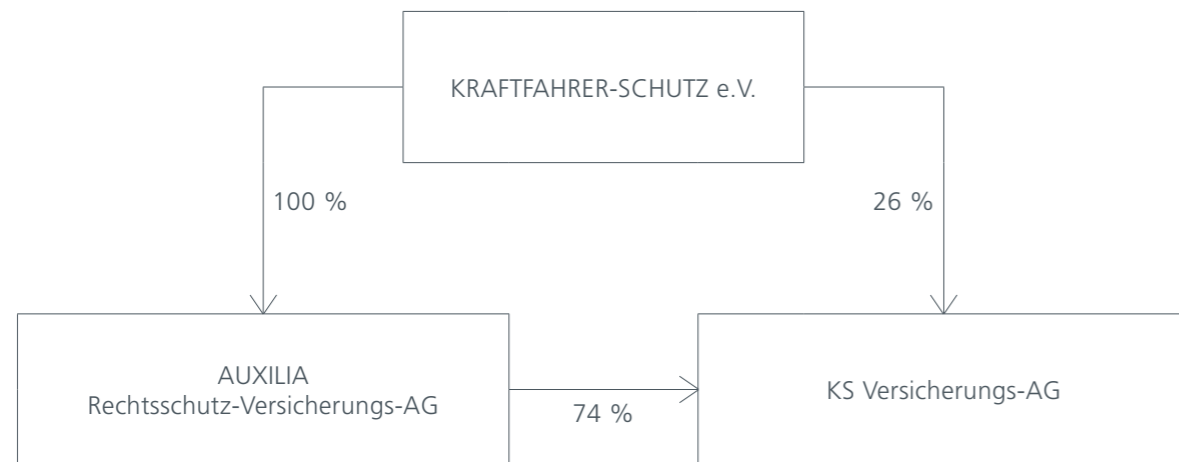 KRAFTFAHRER-SCHUTZ e.V.
100 %
26 %
AUXILIA
Rechtsschutz-Versicherungs-AG
74 %
KS Versicherungs-AG